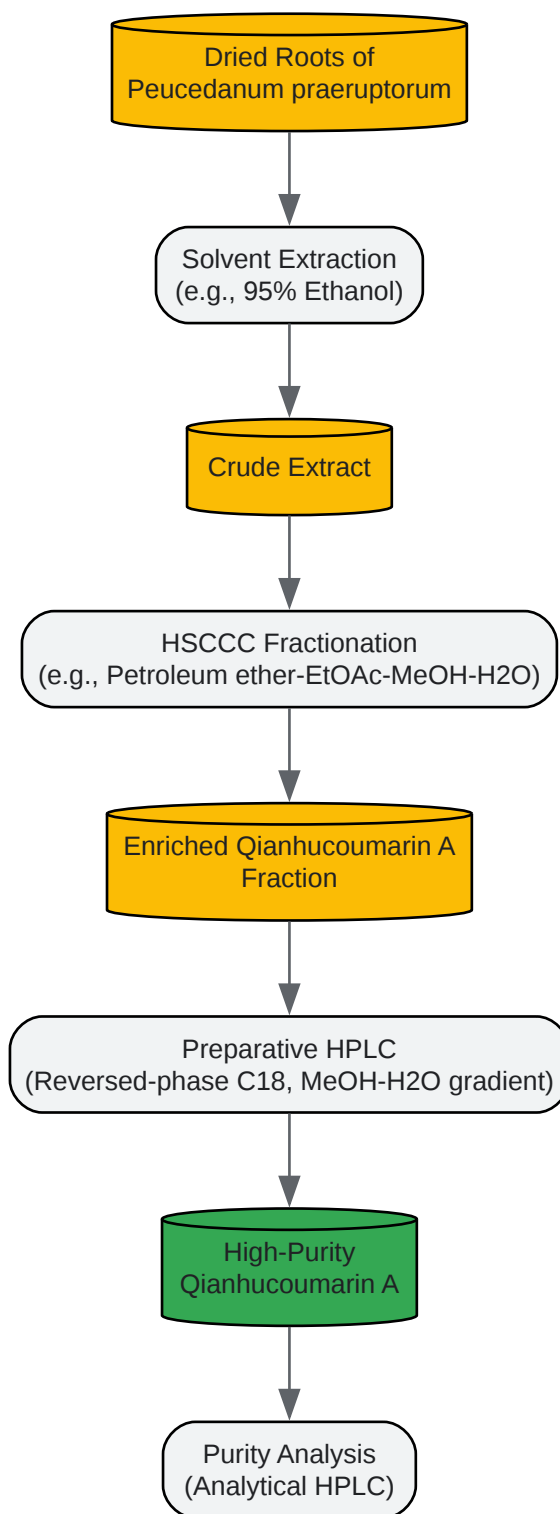 Dried Roots of
Peucedanum praeruptorum
Solvent Extraction
(e.g., 95% Ethanol)
Crude Extract
HSCCC Fractionation
(e.g., Petroleum ether-EtOAc-MeOH-H2O)
Enriched Qianhucoumarin A
Fraction
Preparative HPLC
(Reversed-phase C18, MeOH-H2O gradient)
High-Purity
Qianhucoumarin A
Purity Analysis
(Analytical HPLC)